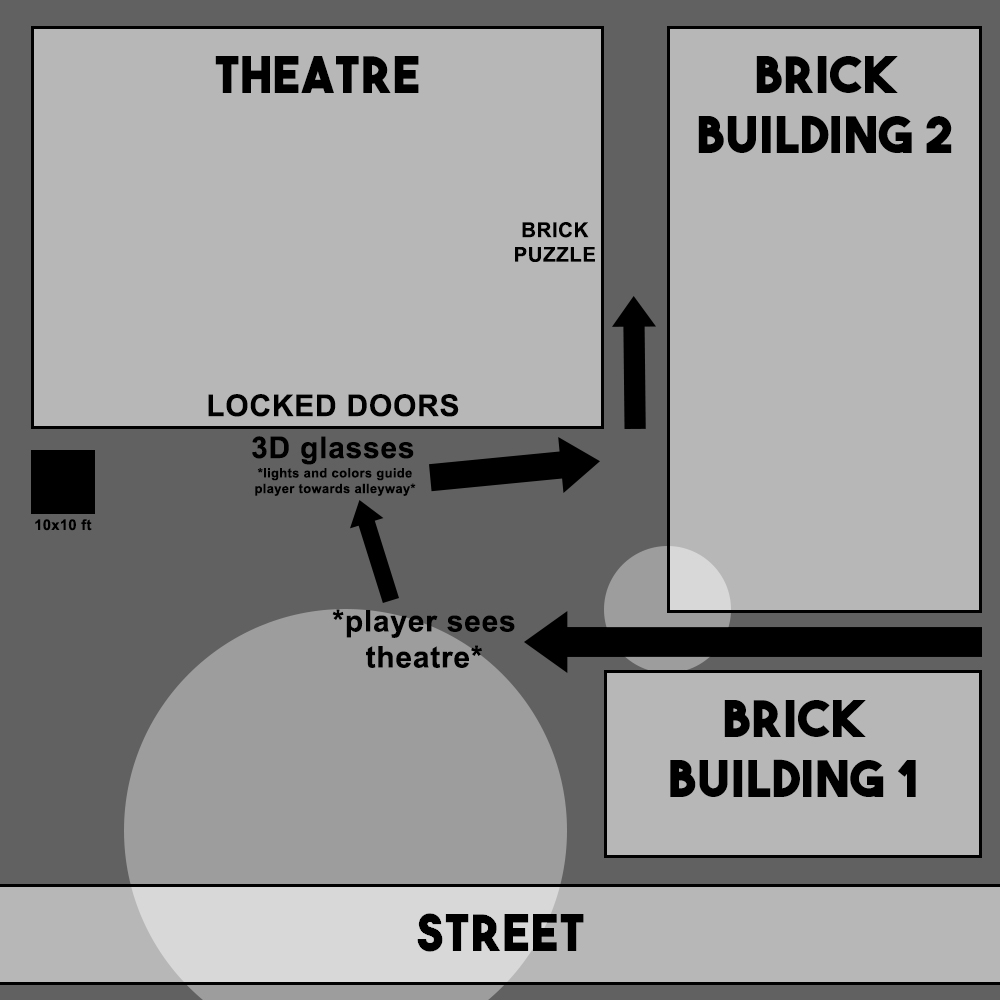 THEATRE
BRICK
BUILDING 2
BRICK
PUZZLE
LOCKED DOORS
3D glasses
*lights and colors guide
player towards alleyway*
10x10 ft
*player sees
theatre*
BRICK
BUILDING 1
STREET